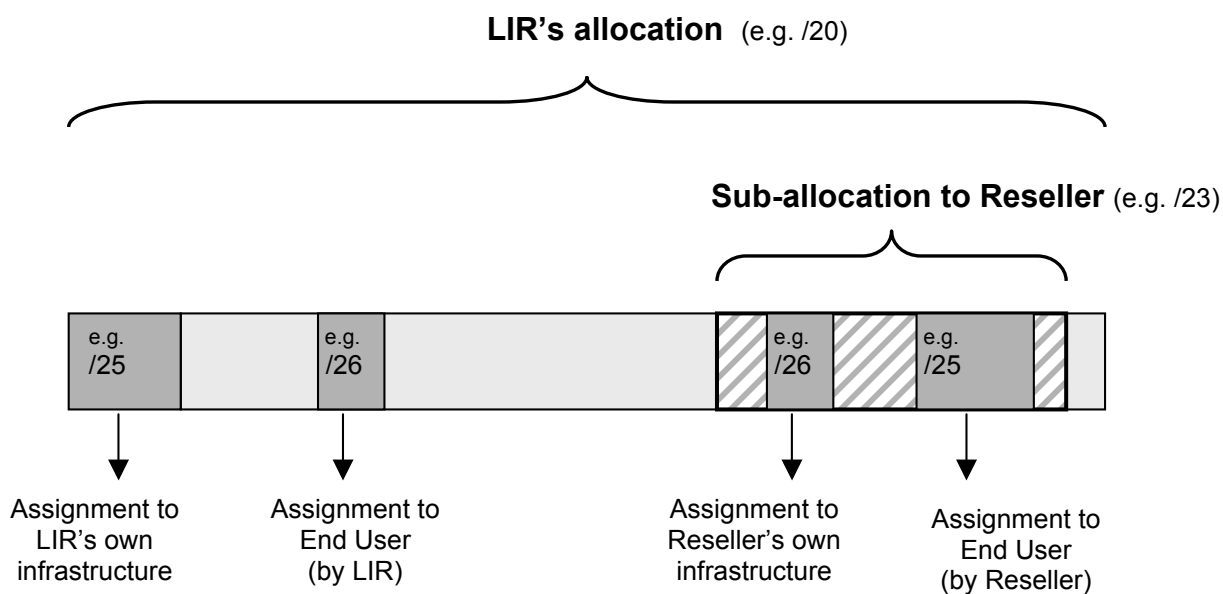 LIR's allocation (e.g. /20)
Sub-allocation to Reseller (e.g. /23)
e.g.
/25
e.g.
/26
e.g.
/26
e.g.
/25
Assignment to
LIR's own
infrastructure
Assignment to
End User
(by LIR)
Assignment to
Reseller's own
infrastructure
Assignment to
End User
(by Reseller)